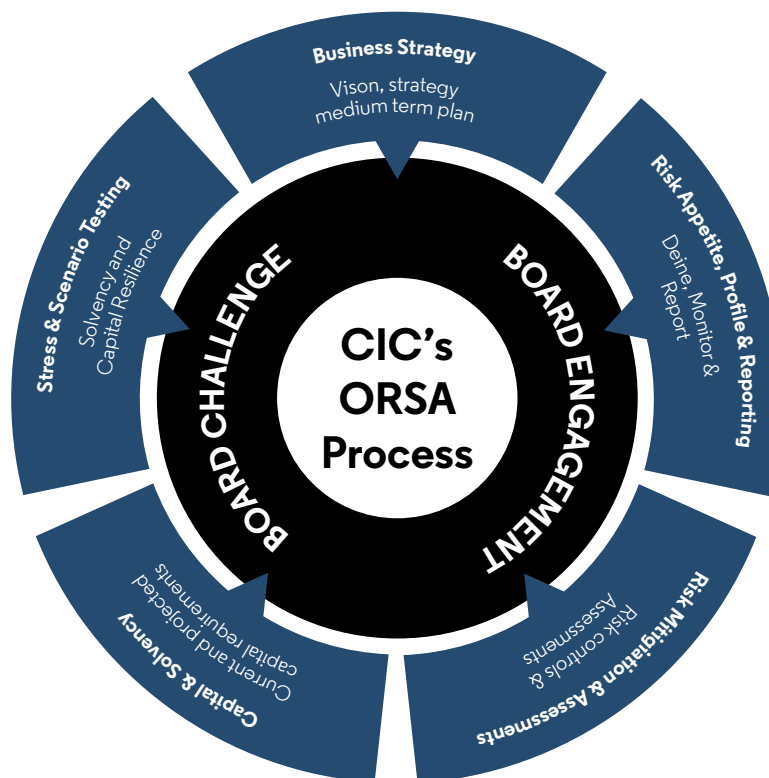 Business Strategy
Vison, strategy
medium term plan
Risk Appetite, Profile & Reporting
Deine, Monitor &
Report
Risk Mitigiation & Assessments
Risk controls &
Assessments
Capital & Solvency
Current and projected
capital requirements
Stress & Scenario Testing
Solvency and
Capital Resilience
BOARD CHALLENGE
BOARD ENGAGEMENT
CIC's
ORSA
Process